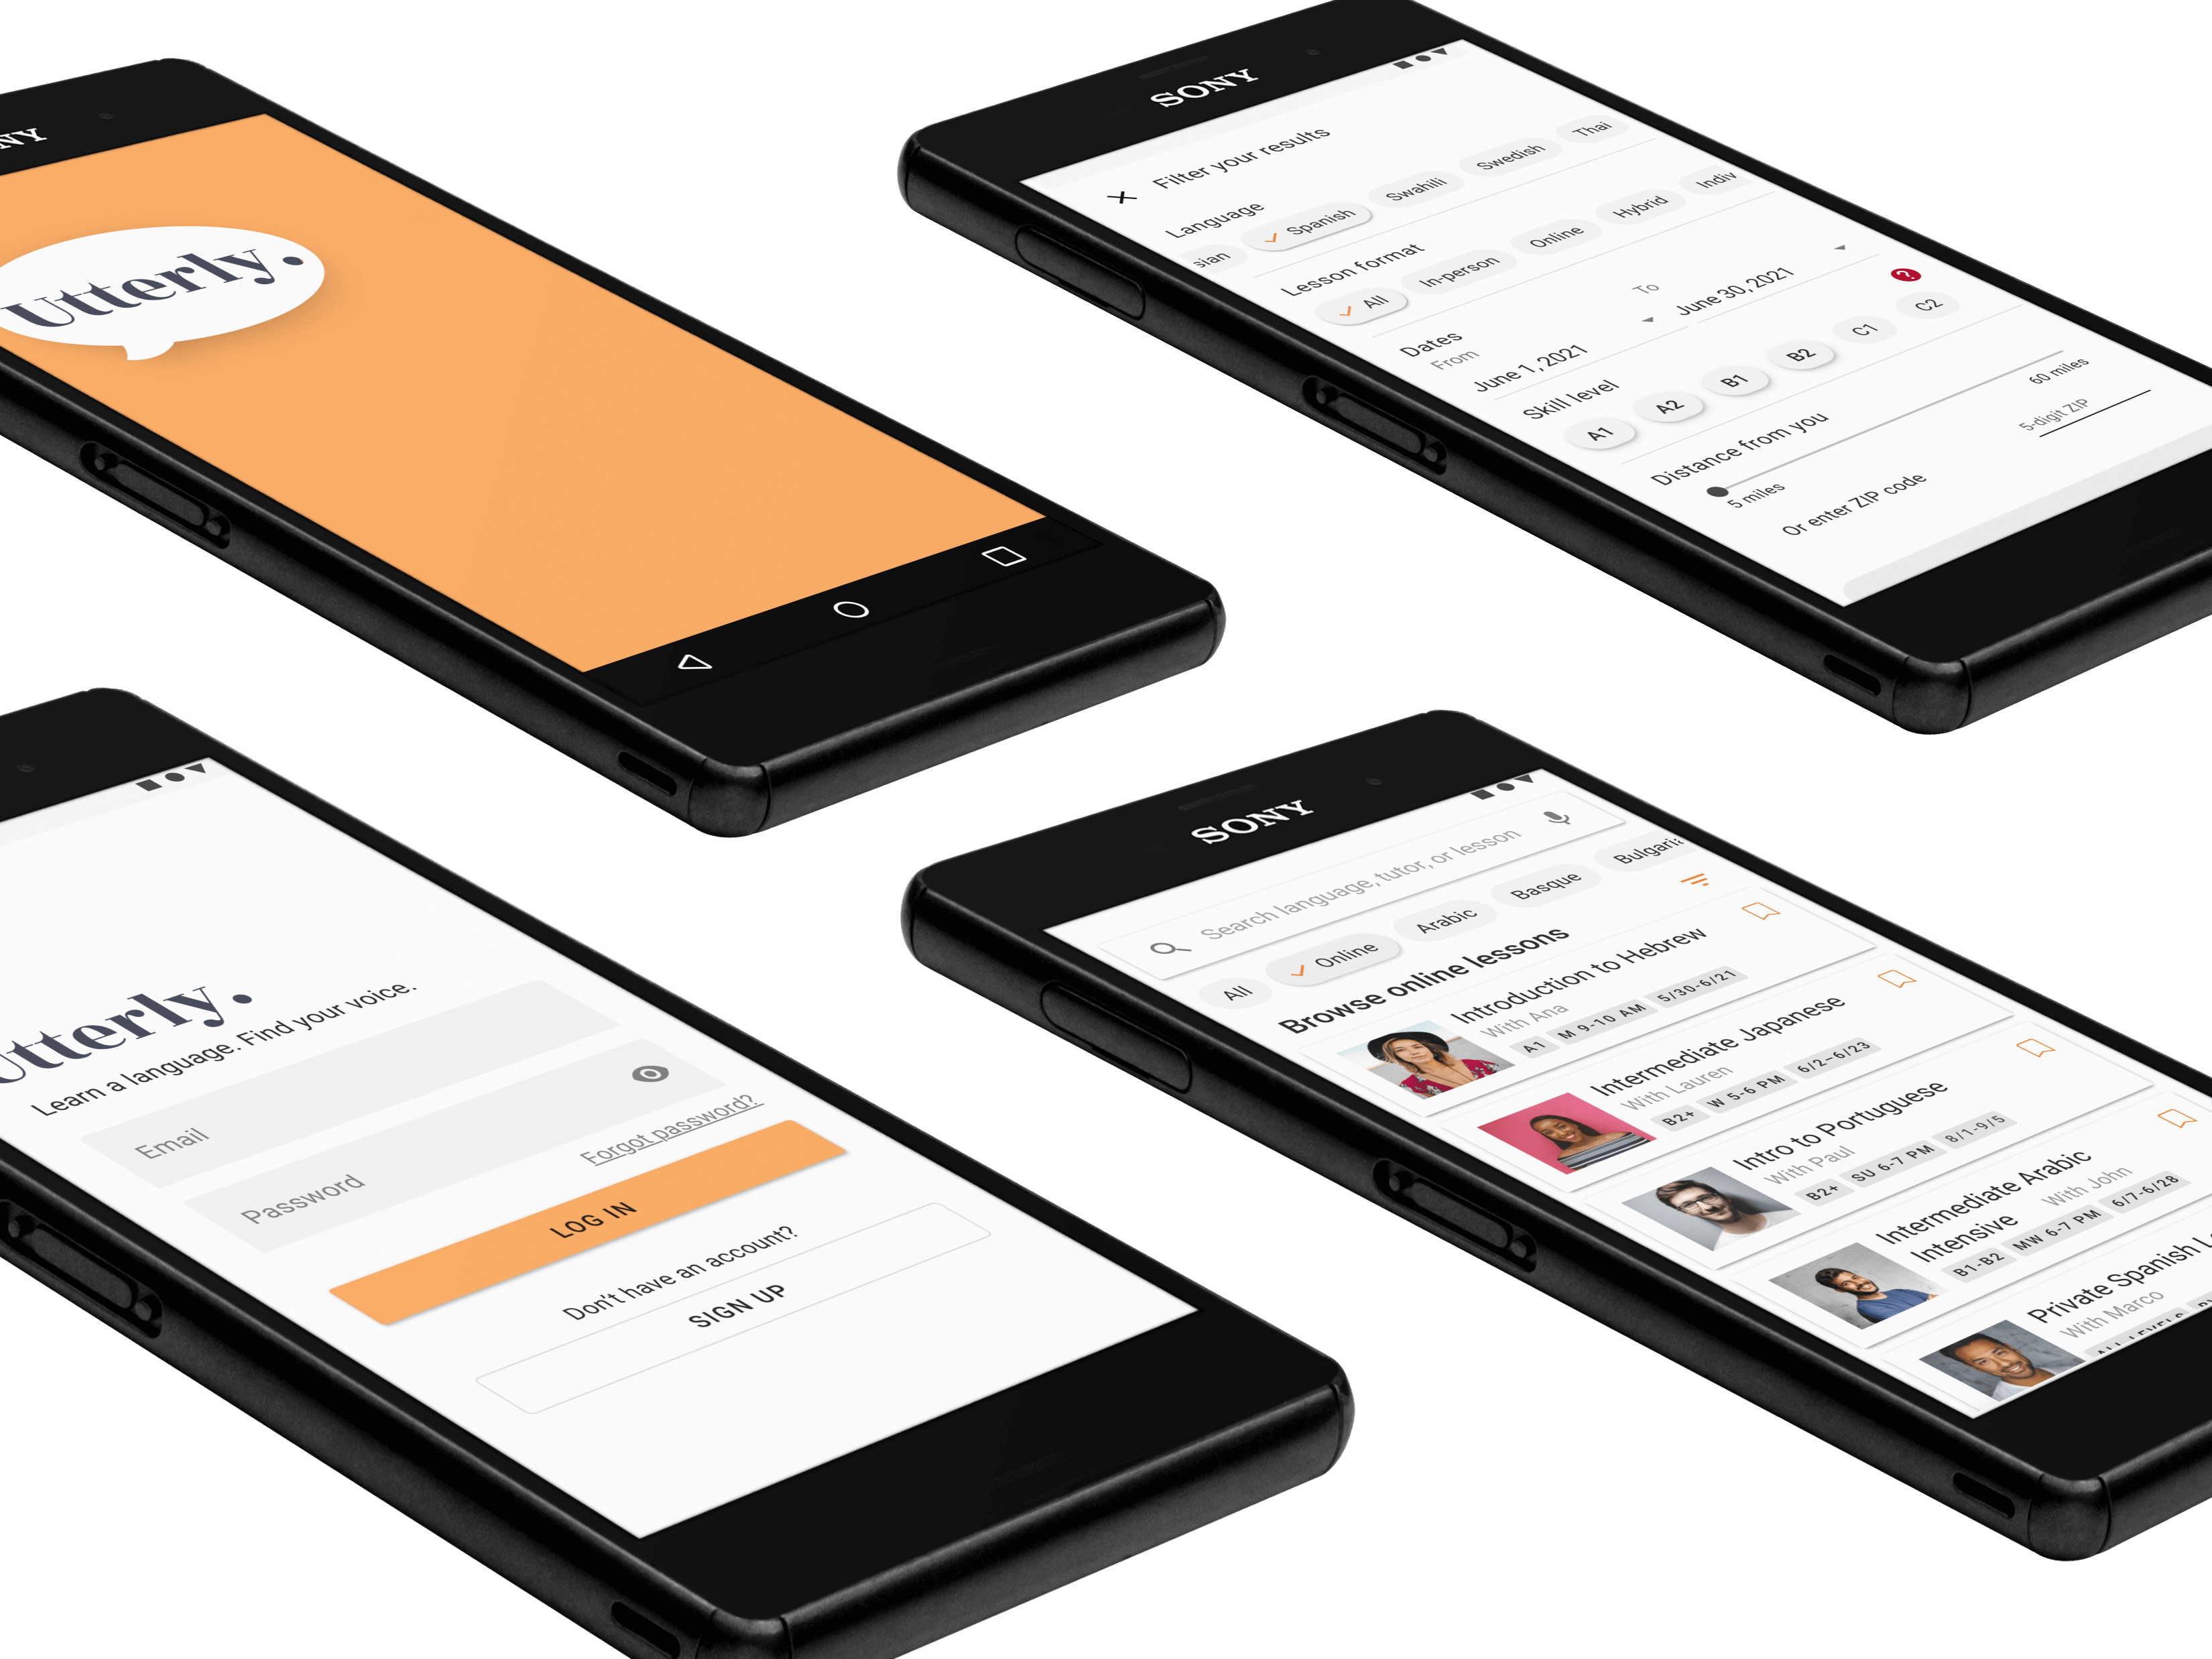 NY
Utterly.
SONY
Filter your results
Language
sian
Spanish
Swahili
Swedish
Thai
Lesson format
All
In-person
Online
Hybrid
Indiv
Dates
From
June 1, 2021
To
June 30, 2021
Skill level
?
A1
A2
B1
B2
C1
C2
Distance from you
5 miles
60 miles
Or enter ZIP code
5-digit ZIP
Utterly.
Learn a language. Find your voice.
Email
Password
Forgot password?
LOG IN
Don't have an account?
SIGN UP
SONY
Search language, tutor, or lesson
All
Online
Arabic
Basque
Bulgari
Browse online lessons
Introduction to Hebrew
With Ana
A1 M 9-10 AM 5/30-6/21
Intermediate Japanese
With Lauren
B2+ W 5-6 PM 6/2-6/23
Intro to Portuguese
With Paul
B2+ SU 6-7 PM 8/1-9/5
Intermediate Arabic
Intensive With John
B1-B2 MW 6-7 PM 6/7-6/28
Private Spanish L
With Marco